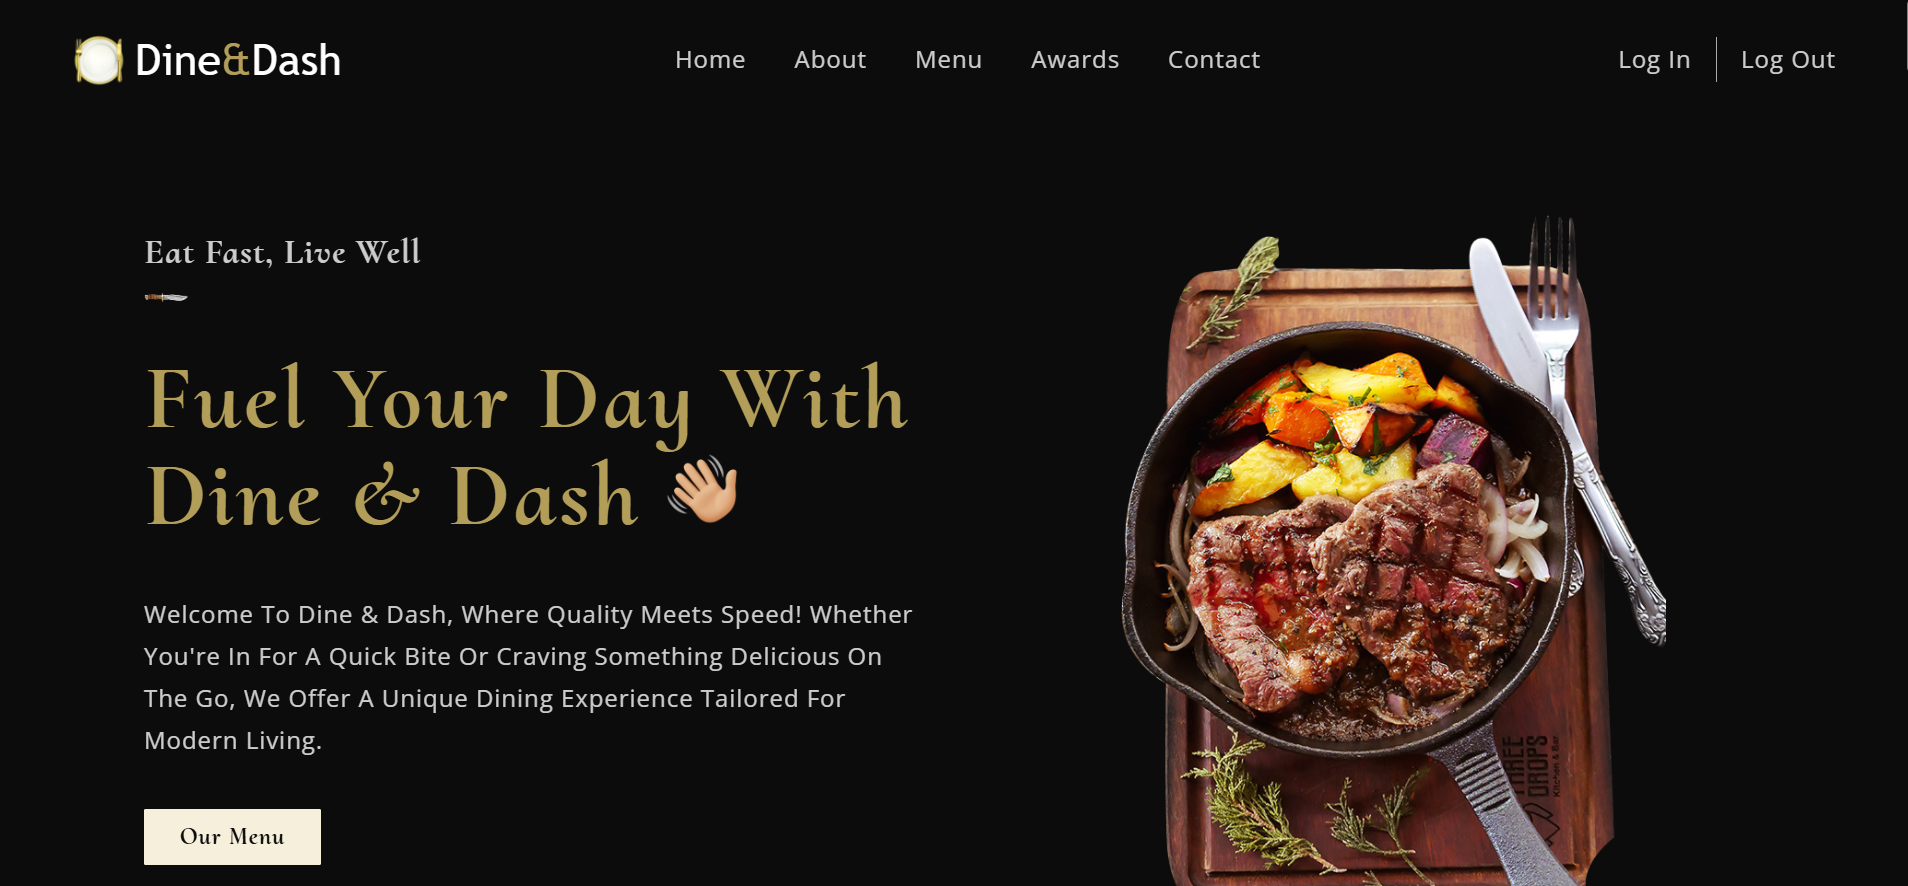 Dine&Dash
Home About Menu Awards Contact
Log In Log Out
Eat Fast, Live Well
Fuel Your Day With
Dine & Dash
Welcome To Dine & Dash, Where Quality Meets Speed! Whether
You're In For A Quick Bite Or Craving Something Delicious On
The Go, We Offer A Unique Dining Experience Tailored For
Modern Living.
Our Menu
THREE
DROPS
Kitchen & Bar